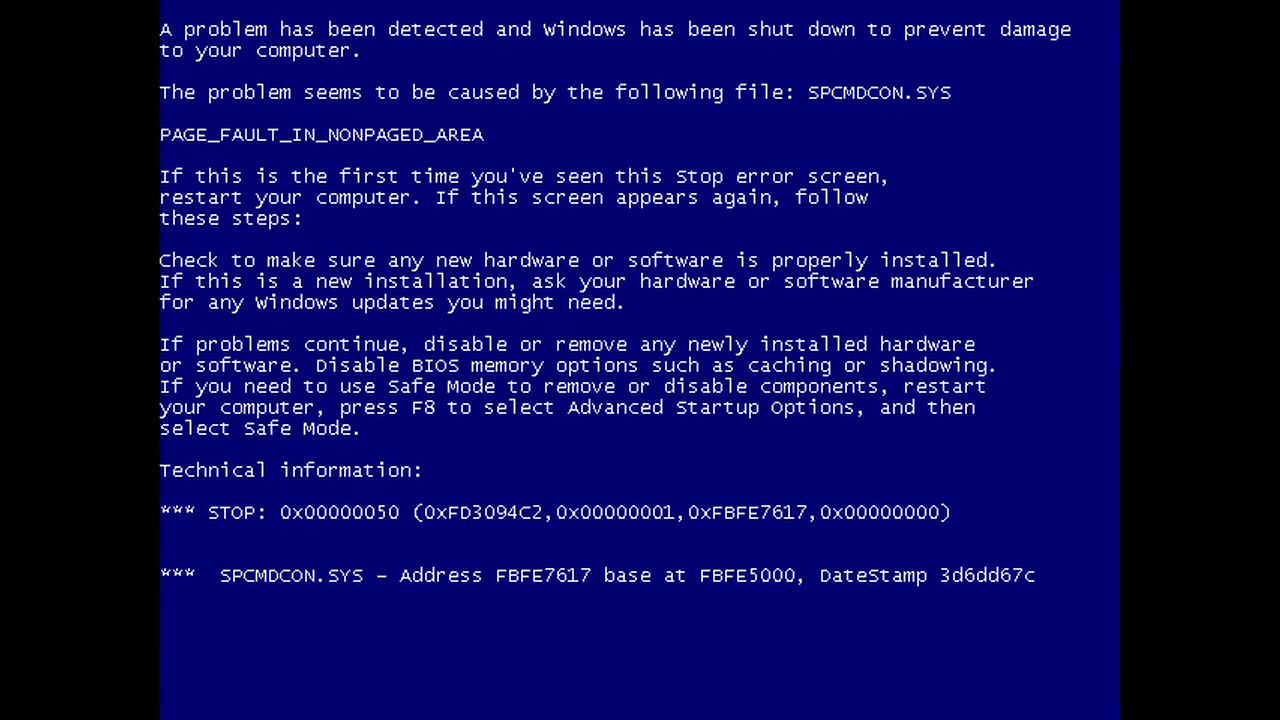 A problem has been detected and Windows has been shut down to prevent damage
to your computer.
The problem seems to be caused by the following file: SPCMDCON.SYS
PAGE_FAULT_IN_NONPAGED_AREA
If this is the first time you've seen this Stop error screen,
restart your computer. If this screen appears again, follow
these steps:
Check to make sure any new hardware or software is properly installed.
If this is a new installation, ask your hardware or software manufacturer
for any Windows updates you might need.
If problems continue, disable or remove any newly installed hardware
or software. Disable BIOS memory options such as caching or shadowing.
If you need to use Safe Mode to remove or disable components, restart
your computer, press F8 to select Advanced Startup Options, and then
select Safe Mode.
Technical information:
*** STOP: 0x00000050 (0xFD3094C2,0x00000001,0xFBFE7617,0x00000000)
***  SPCMDCON.SYS – Address FBFE7617 base at FBFE5000, DateStamp 3d6dd67c